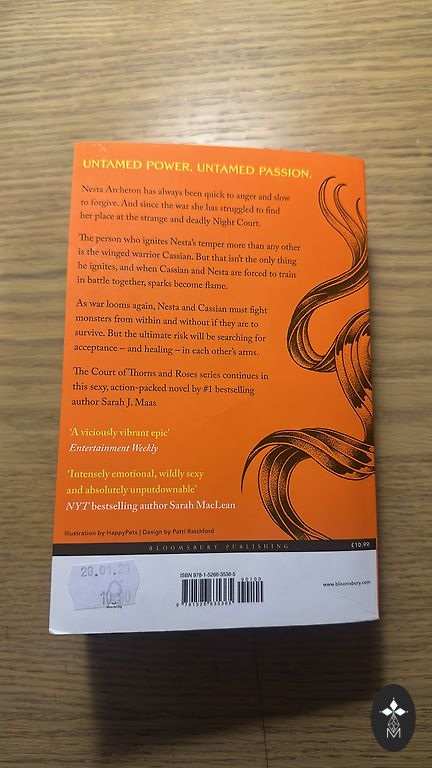 UNTAMED POWER. UNTAMED PASSION.
Nesta Archeron has always been quick to anger and slow
to forgive. And since the war she has struggled to find
her place at the strange and deadly Night Court.
The person who ignites Nesta's temper more than any other
is the winged warrior Cassian. But that isn't the only thing
he ignites, and when Cassian and Nesta are forced to train
in battle together, sparks become flame.
As war looms again, Nesta and Cassian must fight
monsters from within and without if they are to
survive. But the ultimate risk will be searching for
acceptance – and healing – in each other's arms.
The Court of Thorns and Roses series continues in
this sexy, action-packed novel by #1 bestselling
author Sarah J. Maas
'A viciously vibrant epic'
Entertainment Weekly
'Intensely emotional, wildly sexy
and absolutely unputdownable'
NYT bestselling author Sarah MacLean
Illustration by HappyPets | Design by Patti Ratchford
BLOOMSBURY PUBLISHING
£10.99
ISBN 978-1-5266-3536-5
90100
9 781526 635365
www.bloomsbury.com
M